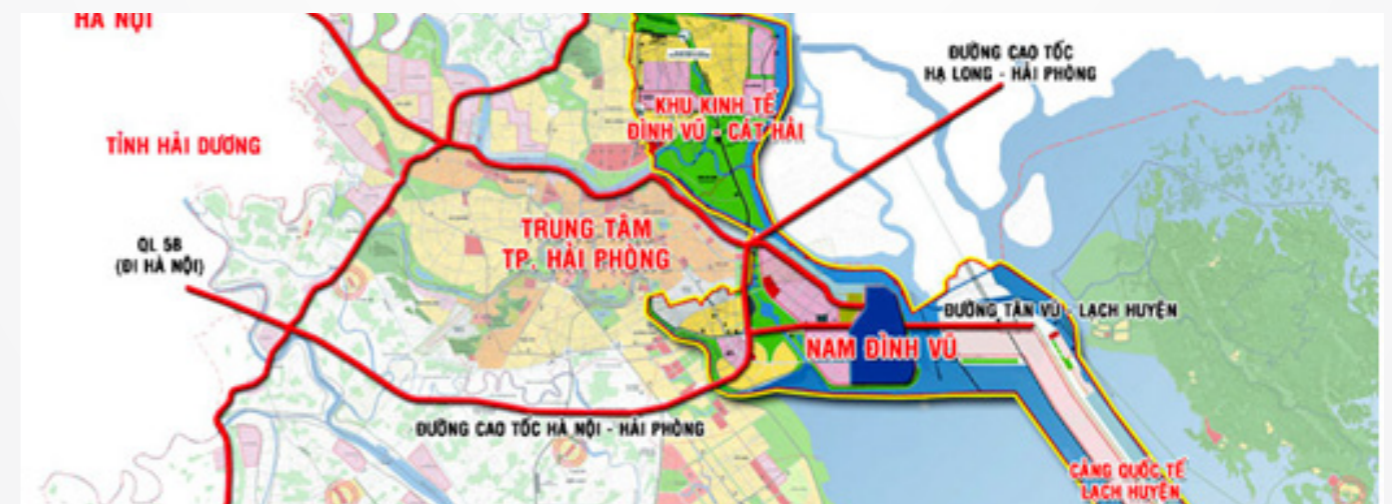 HÀ NỘI
ĐƯỜNG CAO TỐC
HẠ LONG - HẢI PHÒNG
KHU KINH TẾ
ĐÌNH VŨ - CÁT HẢI
TỈNH HẢI DƯƠNG
TRUNG TÂM
TP. HẢI PHÒNG
QL 5B
(ĐI HÀ NỘI)
ĐƯỜNG TÂN VŨ - LẠCH HUYỆN
NAM ĐÌNH VŨ
ĐƯỜNG CAO TỐC HÀ NỘI - HẢI PHÒNG
CẢNG QUỐC TẾ
LẠCH HUYỆN